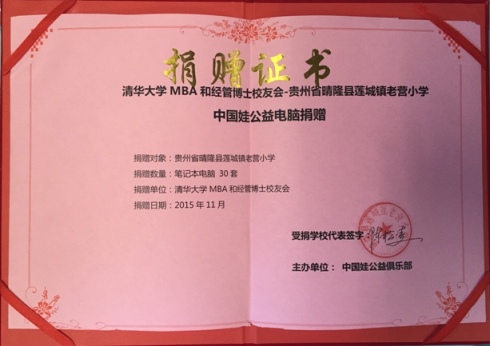 捐赠证书
清华大学 MBA 和经管博士校友会-贵州省晴隆县莲城镇老营小学
中国娃公益电脑捐赠
捐赠对象：贵州省晴隆县莲城镇老营小学
捐赠数量：笔记本电脑 30 套
捐赠单位：清华大学 MBA 和经管博士校友会
捐赠日期：2015 年 11 月
受捐学校代表签字：
主办单位： 中国娃公益俱乐部